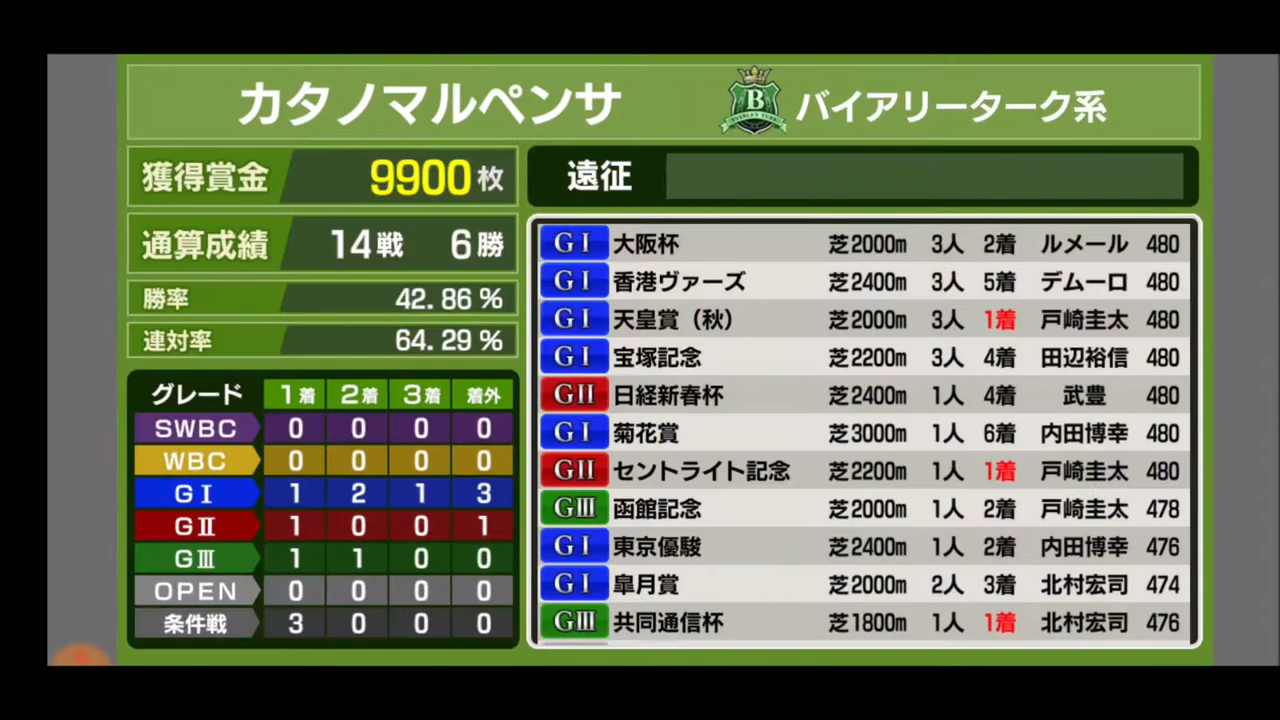 カタノマルペンサ
B
バイアリーターク系
獲得賞金 9900枚
通算成績 14戦 6勝
勝率 42.86%
連対率 64.29%
グレード 1着 2着 3着 着外
SWBC 0 0 0 0
WBC 0 0 0 0
GⅠ 1 2 1 3
GⅡ 1 0 0 1
GⅢ 1 1 0 0
OPEN 0 0 0 0
条件戦 3 0 0 0
遠征
GⅠ 大阪杯 芝2000m 3人 2着 ルメール 480
GⅠ 香港ヴァーズ 芝2400m 3人 5着 デムーロ 480
GⅠ 天皇賞（秋） 芝2000m 3人 1着 戸崎圭太 480
GⅠ 宝塚記念 芝2200m 3人 4着 田辺裕信 480
GⅡ 日経新春杯 芝2400m 1人 4着 武豊 480
GⅠ 菊花賞 芝3000m 1人 6着 内田博幸 480
GⅡ セントライト記念 芝2200m 1人 1着 戸崎圭太 480
GⅢ 函館記念 芝2000m 1人 2着 戸崎圭太 478
GⅠ 東京優駿 芝2400m 1人 2着 内田博幸 476
GⅠ 皐月賞 芝2000m 2人 3着 北村宏司 474
GⅢ 共同通信杯 芝1800m 1人 1着 北村宏司 476